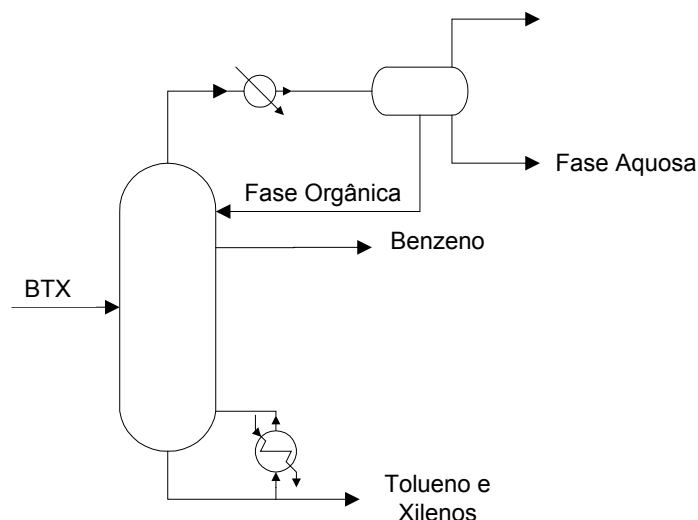 Fase Aquosa
Fase Orgânica
Benzeno
BTX
Tolueno e
Xilenos